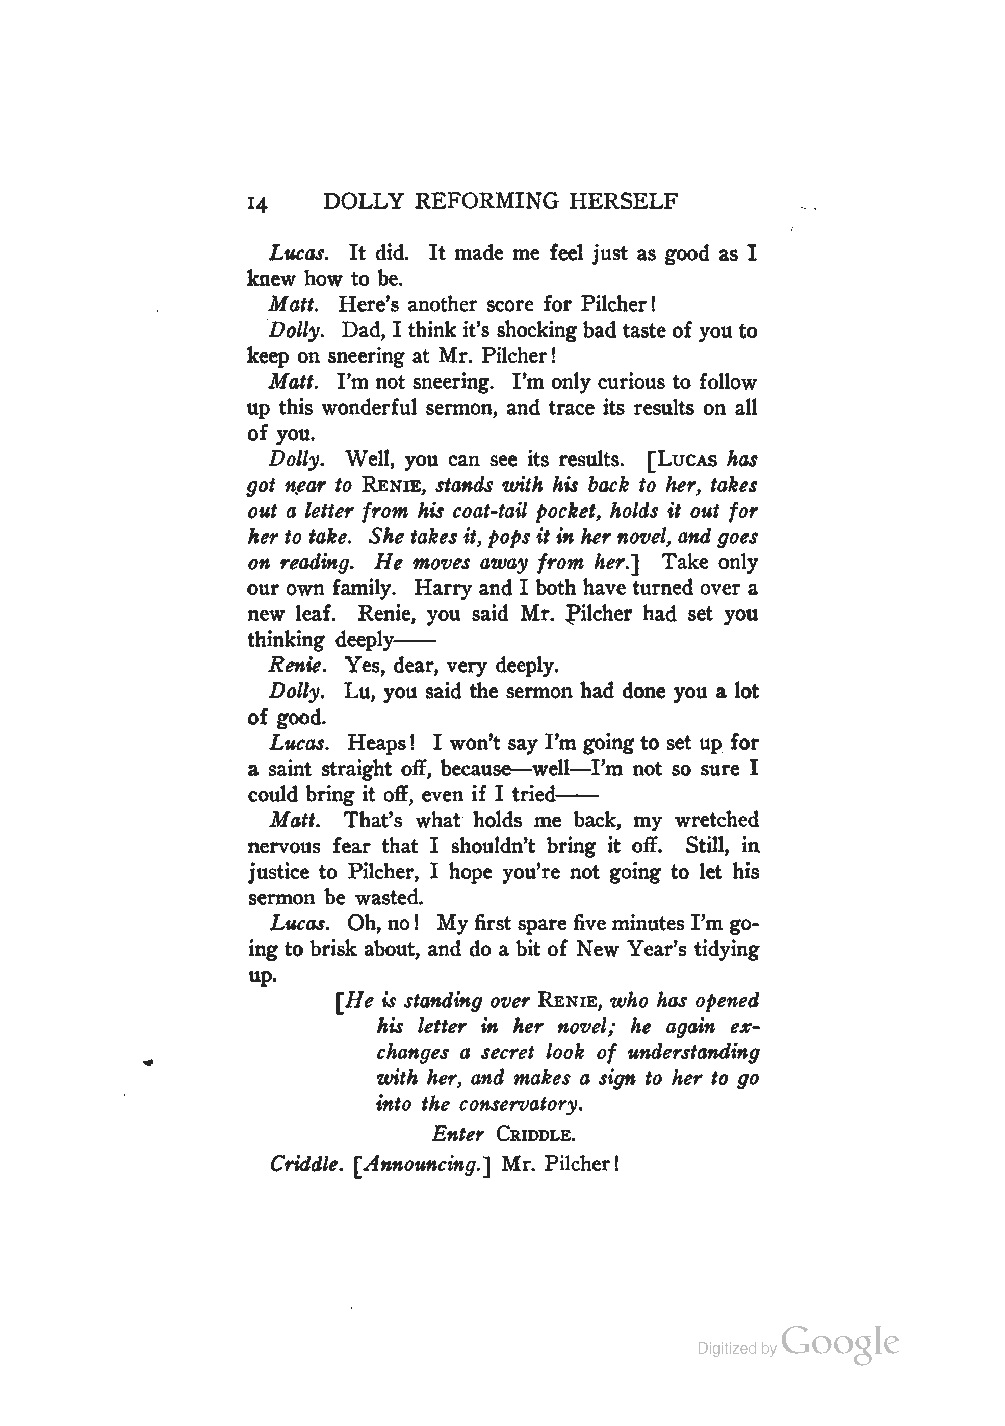 14 DOLLY REFORMING HERSELF
Lucas. It did. It made me feel just as good as I
knew how to be.
Matt. Here's another score for Pilcher!
Dolly. Dad, I think it's shocking bad taste of you to
keep on sneering at Mr. Pilcher!
Matt. I'm not sneering. I'm only curious to follow
up this wonderful sermon, and trace its results on all
of you.
Dolly. Well, you can see its results. [LUCAS has
got near to RENIE, stands with his back to her, takes
out a letter from his coat-tail pocket, holds it out for
her to take. She takes it, pops it in her novel, and goes
on reading. He moves away from her.] Take only
our own family. Harry and I both have turned over a
new leaf. Renie, you said Mr. Pilcher had set you
thinking deeply——
Renie. Yes, dear, very deeply.
Dolly. Lu, you said the sermon had done you a lot
of good.
Lucas. Heaps! I won't say I'm going to set up for
a saint straight off, because—well—I'm not so sure I
could bring it off, even if I tried——
Matt. That's what holds me back, my wretched
nervous fear that I shouldn't bring it off. Still, in
justice to Pilcher, I hope you're not going to let his
sermon be wasted.
Lucas. Oh, no! My first spare five minutes I'm go-
ing to brisk about, and do a bit of New Year's tidying
up.
[He is standing over RENIE, who has opened
his letter in her novel; he again ex-
changes a secret look of understanding
with her, and makes a sign to her to go
into the conservatory.
Enter CRIDDLE.
Criddle. [Announcing.] Mr. Pilcher!
Digitized by Google